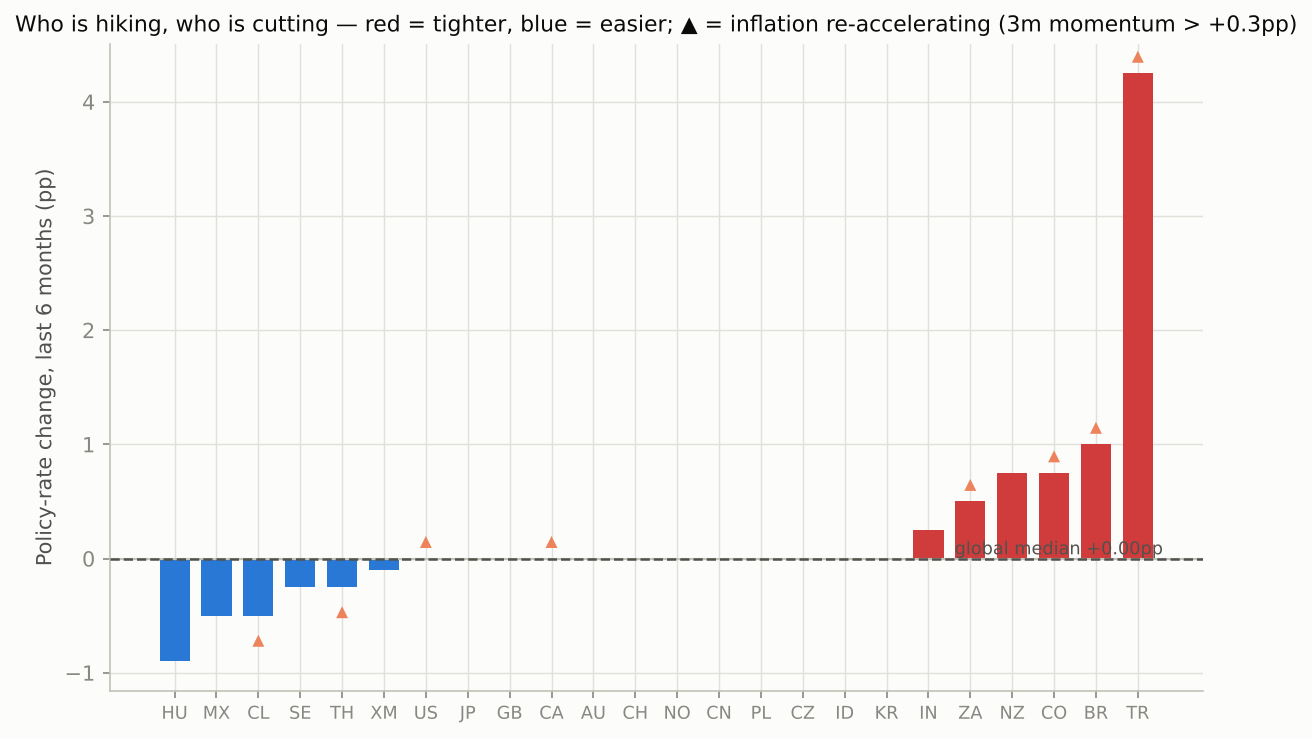 Who is hiking, who is cutting — red = tighter, blue = easier; ▲ = inflation re-accelerating (3m momentum > +0.3pp)
Policy-rate change, last 6 months (pp)
4
3
2
1
0
−1
global median +0.00pp
HU MX CL SE TH XM US JP GB CA AU CH NO CN PL CZ ID KR IN ZA NZ CO BR TR